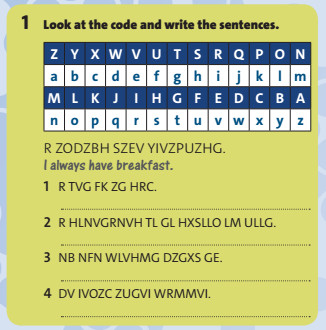 1 Look at the code and write the sentences.
Z Y X W V U T S R Q P O N
a b c d e f g h i j k l m
M L K J I H G F E D C B A
n o p q r s t u v w x y z
R ZODZBH SZEV YIVZPUZHG.
I always have breakfast.
1 R TVG FK ZG HRC.
2 R HLNVGRNVH TL GL HXSLLO LM ULLG.
3 NB NFN WLVHMG DZGXS GE.
4 DV IVOZC ZUGVI WRMMVI.